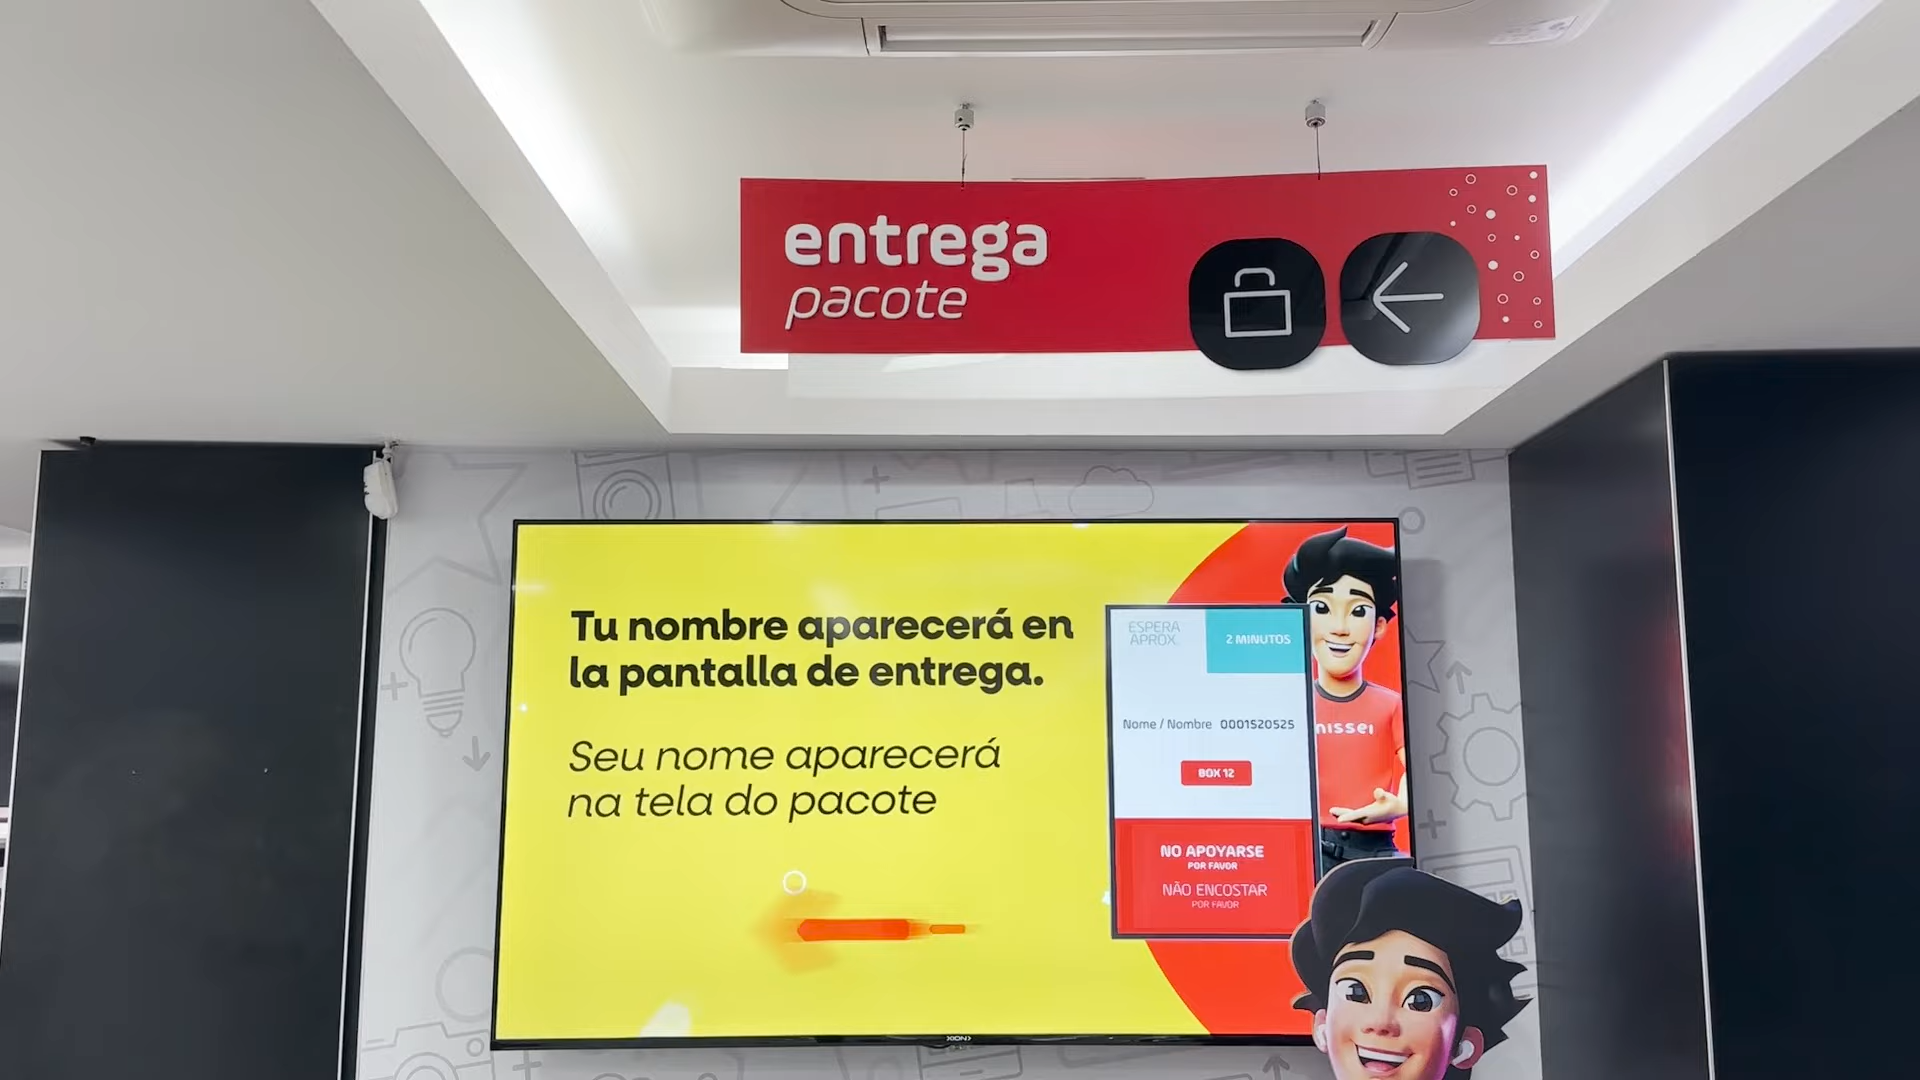 entrega
pacote
Tu nombre aparecerá en
la pantalla de entrega.
Seu nome aparecerá
na tela do pacote
ESPERA
APROX.
2 MINUTOS
Nome / Nombre 0001520525
BOX 12
NO APOYARSE
POR FAVOR
NÃO ENCOSTAR
POR FAVOR
nissei
XION